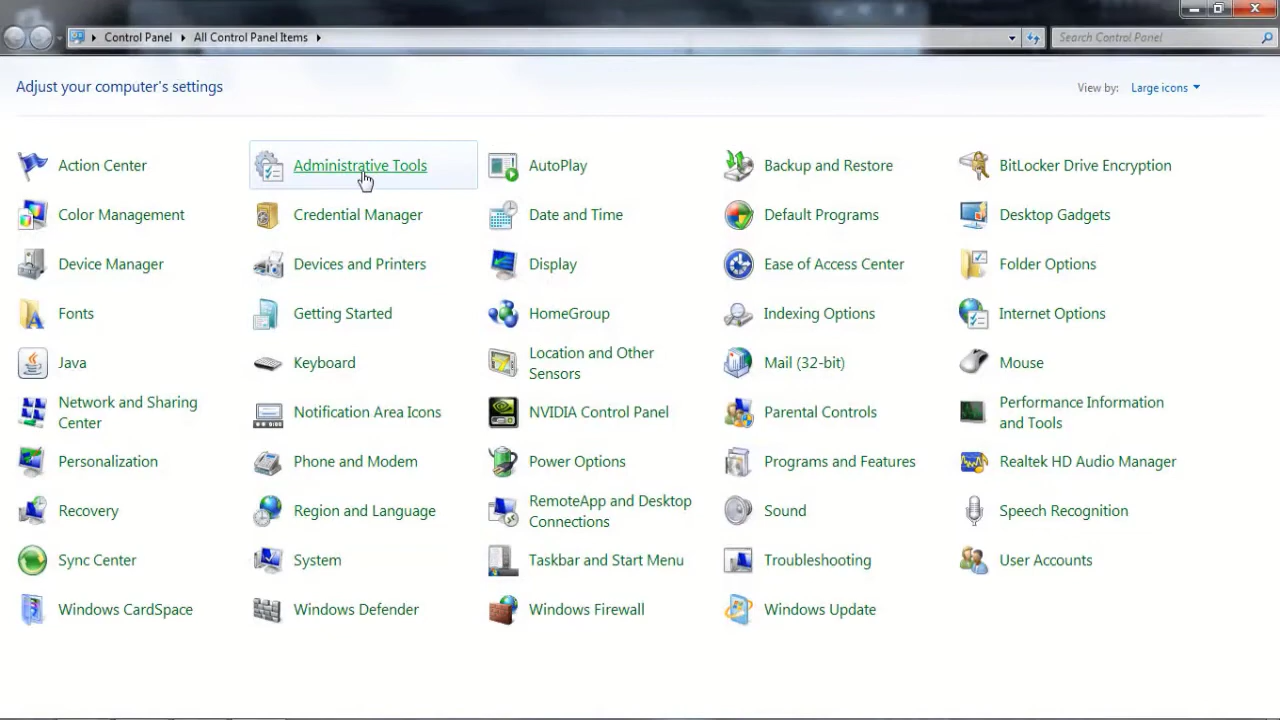 Control Panel All Control Panel Items Search Control Panel
Adjust your computer's settings View by: Large icons
Action Center Administrative Tools AutoPlay Backup and Restore BitLocker Drive Encryption
Color Management Credential Manager Date and Time Default Programs Desktop Gadgets
Device Manager Devices and Printers Display Ease of Access Center Folder Options
Fonts Getting Started HomeGroup Indexing Options Internet Options
Java Keyboard Location and Other Sensors Mail (32-bit) Mouse
Network and Sharing Center Notification Area Icons NVIDIA Control Panel Parental Controls Performance Information and Tools
Personalization Phone and Modem Power Options Programs and Features Realtek HD Audio Manager
Recovery Region and Language RemoteApp and Desktop Connections Sound Speech Recognition
Sync Center System Taskbar and Start Menu Troubleshooting User Accounts
Windows CardSpace Windows Defender Windows Firewall Windows Update